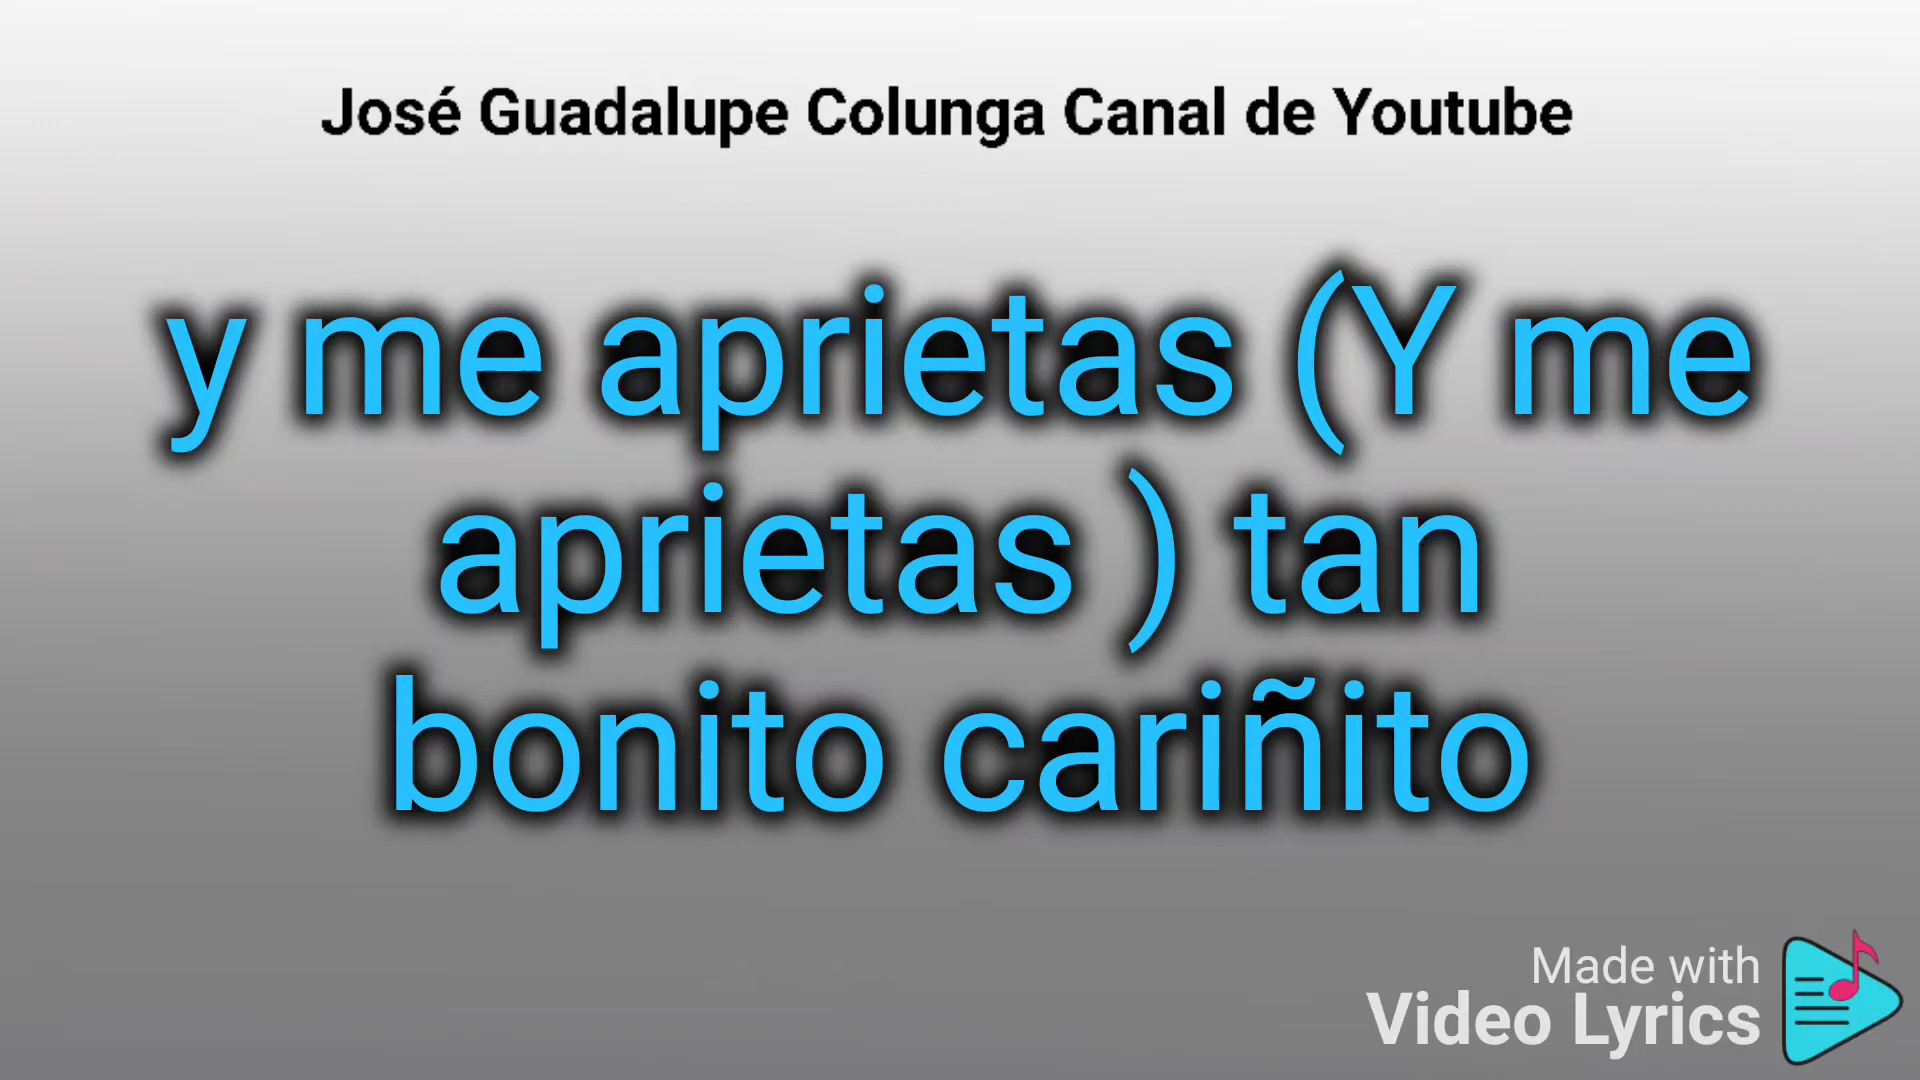 José Guadalupe Colunga Canal de Youtube
y me aprietas (Y me
aprietas ) tan
bonito cariñito
Made with
Video Lyrics